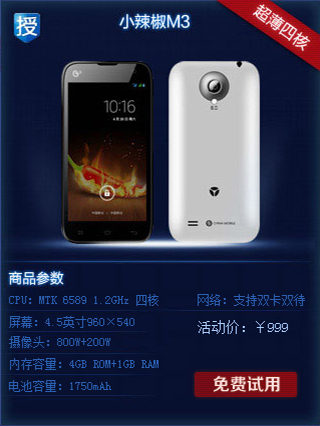 授
小辣椒M3
超薄四核
10:16
商品参数
CPU: MTK 6589 1.2GHz 四核
网络: 支持双卡双待
屏幕: 4.5英寸960×540
活动价: ￥999
摄像头: 800W+200W
内存容量: 4GB ROM+1GB RAM
电池容量: 1750mAh
免费试用